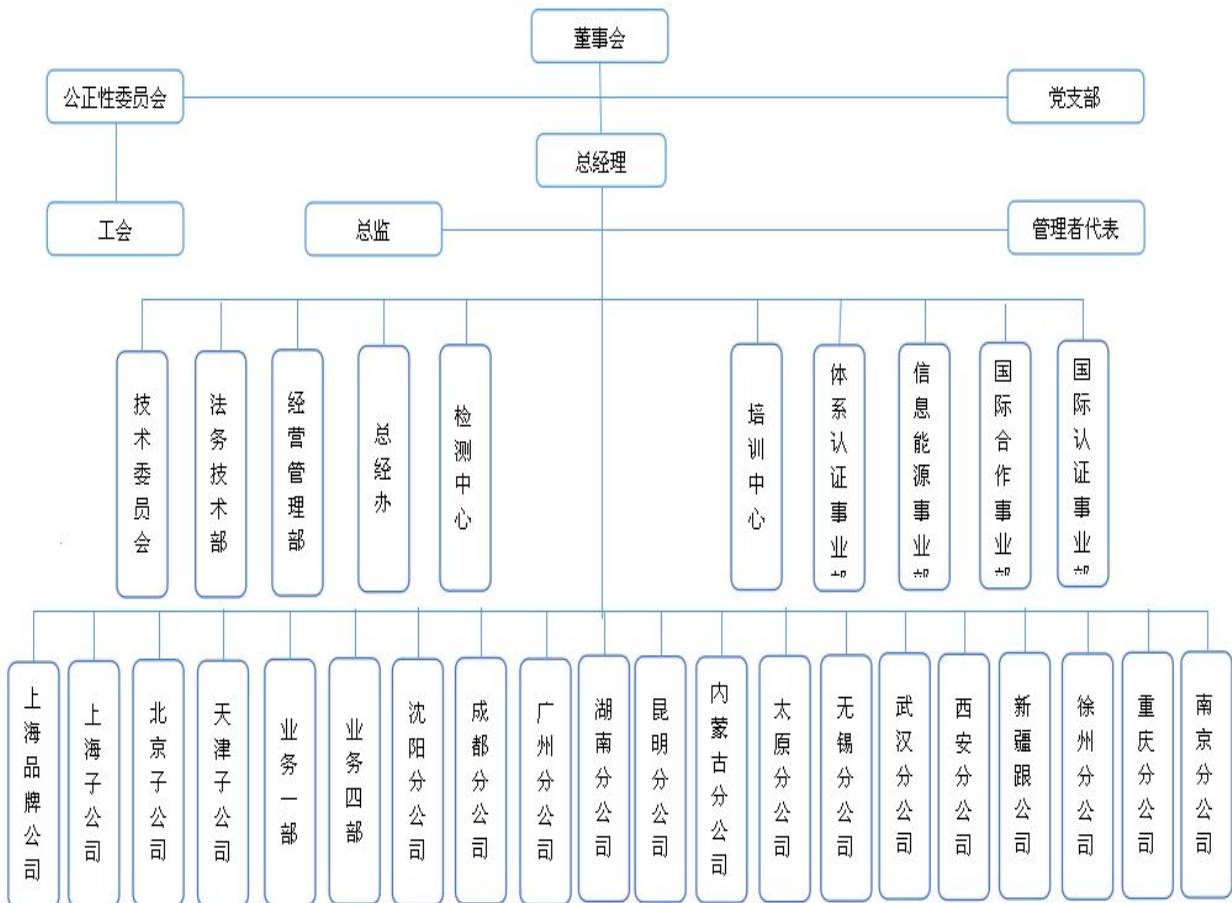 董事会
公正性委员会
党支部
总经理
工会
总监
管理者代表
技术委员会
法务技术部
经营管理部
总经办
检测中心
培训中心
体系认证事业部
信息能源事业部
国际合作事业部
国际认证事业部
上海品牌公司
上海子公司
北京子公司
天津子公司
业务一部
业务四部
沈阳分公司
成都分公司
广州分公司
湖南分公司
昆明分公司
内蒙古分公司
太原分公司
无锡分公司
武汉分公司
西安分公司
新疆跟公司
徐州分公司
重庆分公司
南京分公司